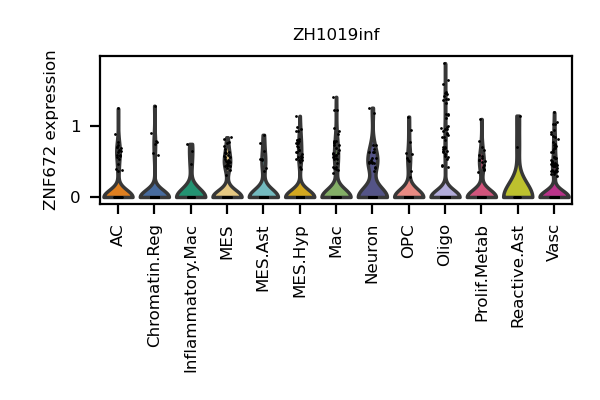 ZH1019inf
ZNF672 expression
1
0
AC
Chromatin.Reg
Inflammatory.Mac
MES
MES.Ast
MES.Hyp
Mac
Neuron
OPC
Oligo
Prolif.Metab
Reactive.Ast
Vasc